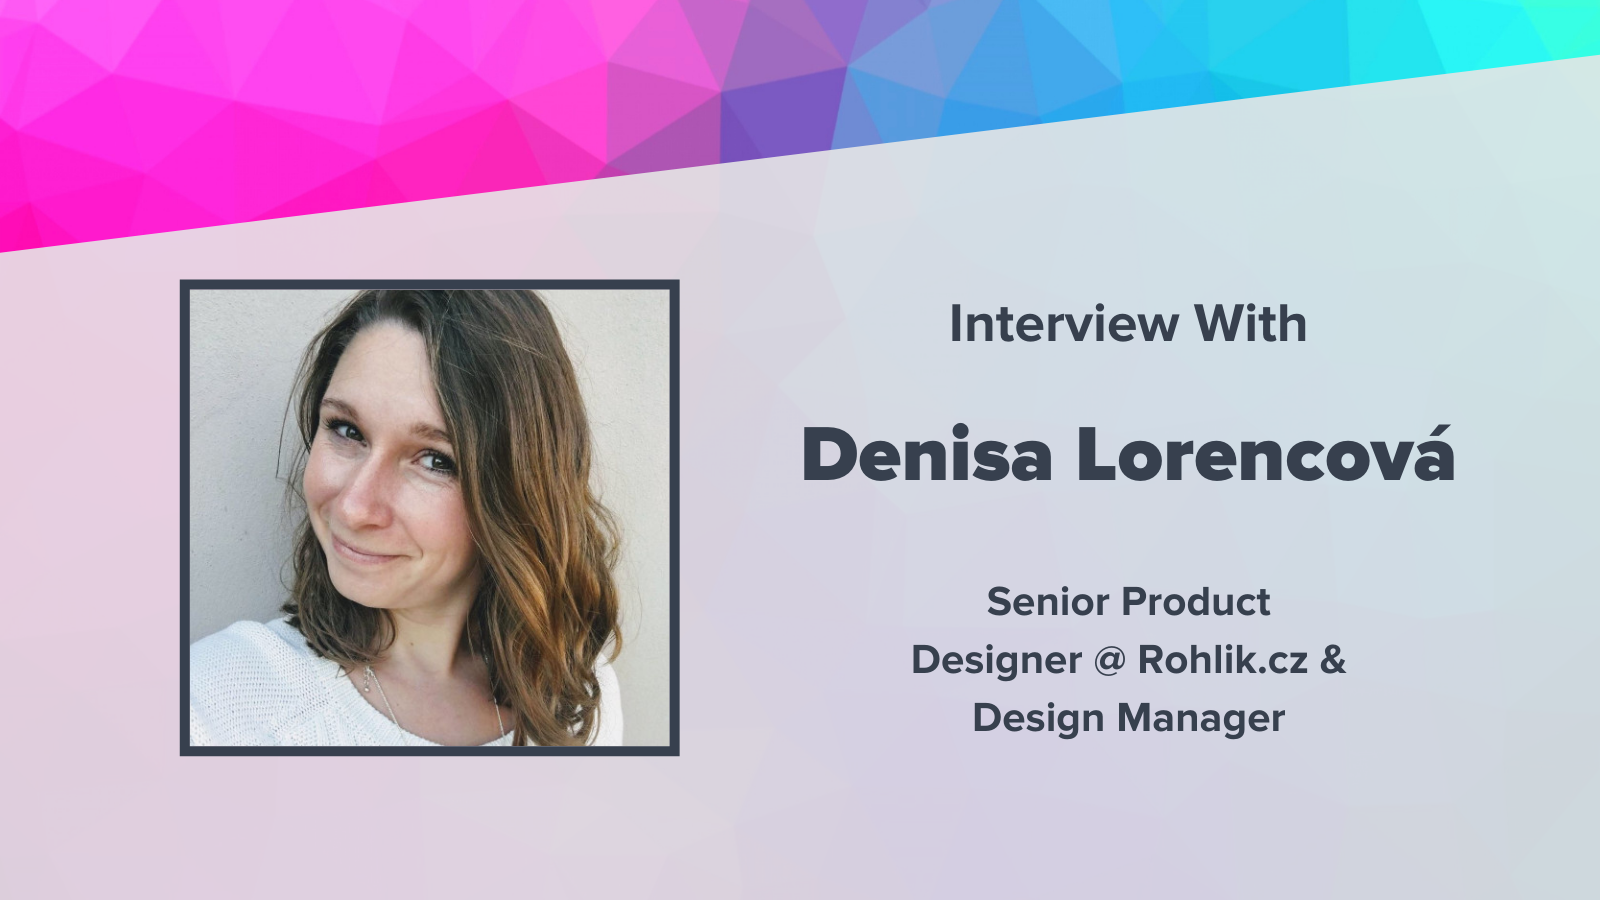 Interview With
Denisa Lorencová
Senior Product
Designer @ Rohlik.cz &
Design Manager